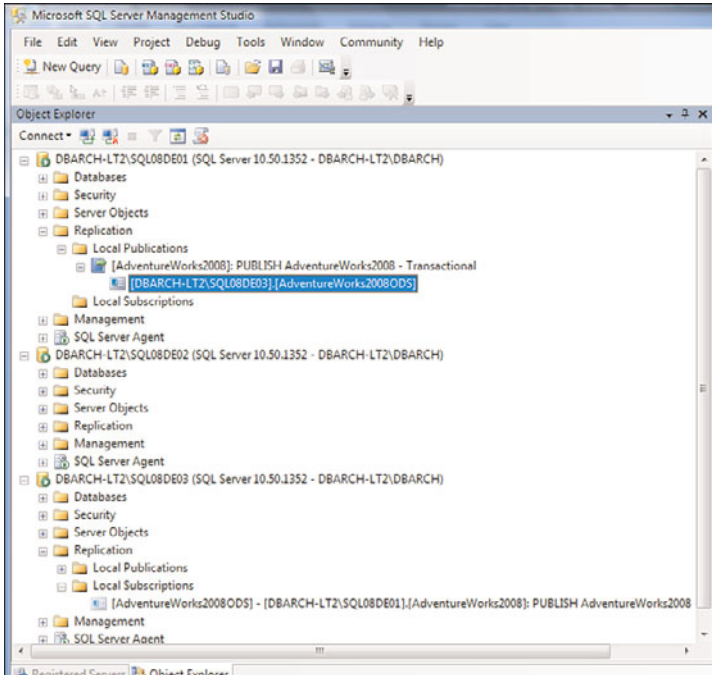 Microsoft SQL Server Management Studio
File Edit View Project Debug Tools Window Community Help
New Query
Object Explorer
Connect
DBARCH-LT2\SQL08DE01 (SQL Server 10.50.1352 - DBARCH-LT2\DBARCH)
Databases
Security
Server Objects
Replication
Local Publications
[AdventureWorks2008]: PUBLISH AdventureWorks2008 - Transactional
[DBARCH-LT2\SQL08DE03].[AdventureWorks2008ODS]
Local Subscriptions
Management
SQL Server Agent
DBARCH-LT2\SQL08DE02 (SQL Server 10.50.1352 - DBARCH-LT2\DBARCH)
Databases
Security
Server Objects
Replication
Management
SQL Server Agent
DBARCH-LT2\SQL08DE03 (SQL Server 10.50.1352 - DBARCH-LT2\DBARCH)
Databases
Security
Server Objects
Replication
Local Publications
Local Subscriptions
[AdventureWorks2008ODS] - [DBARCH-LT2\SQL08DE01].[AdventureWorks2008]: PUBLISH AdventureWorks2008
Management
SQL Server Agent
Registered Servers Object Explorer